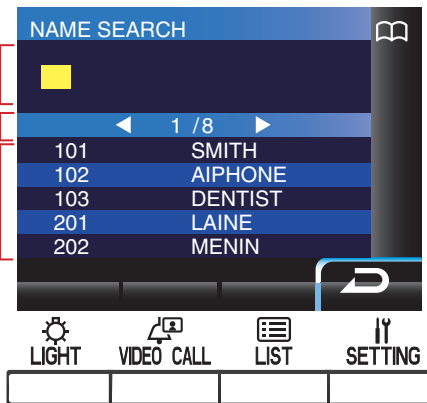 NAME SEARCH
1 /8
101 SMITH
102 AIPHONE
103 DENTIST
201 LAINE
202 MENIN
LIGHT VIDEO CALL LIST SETTING